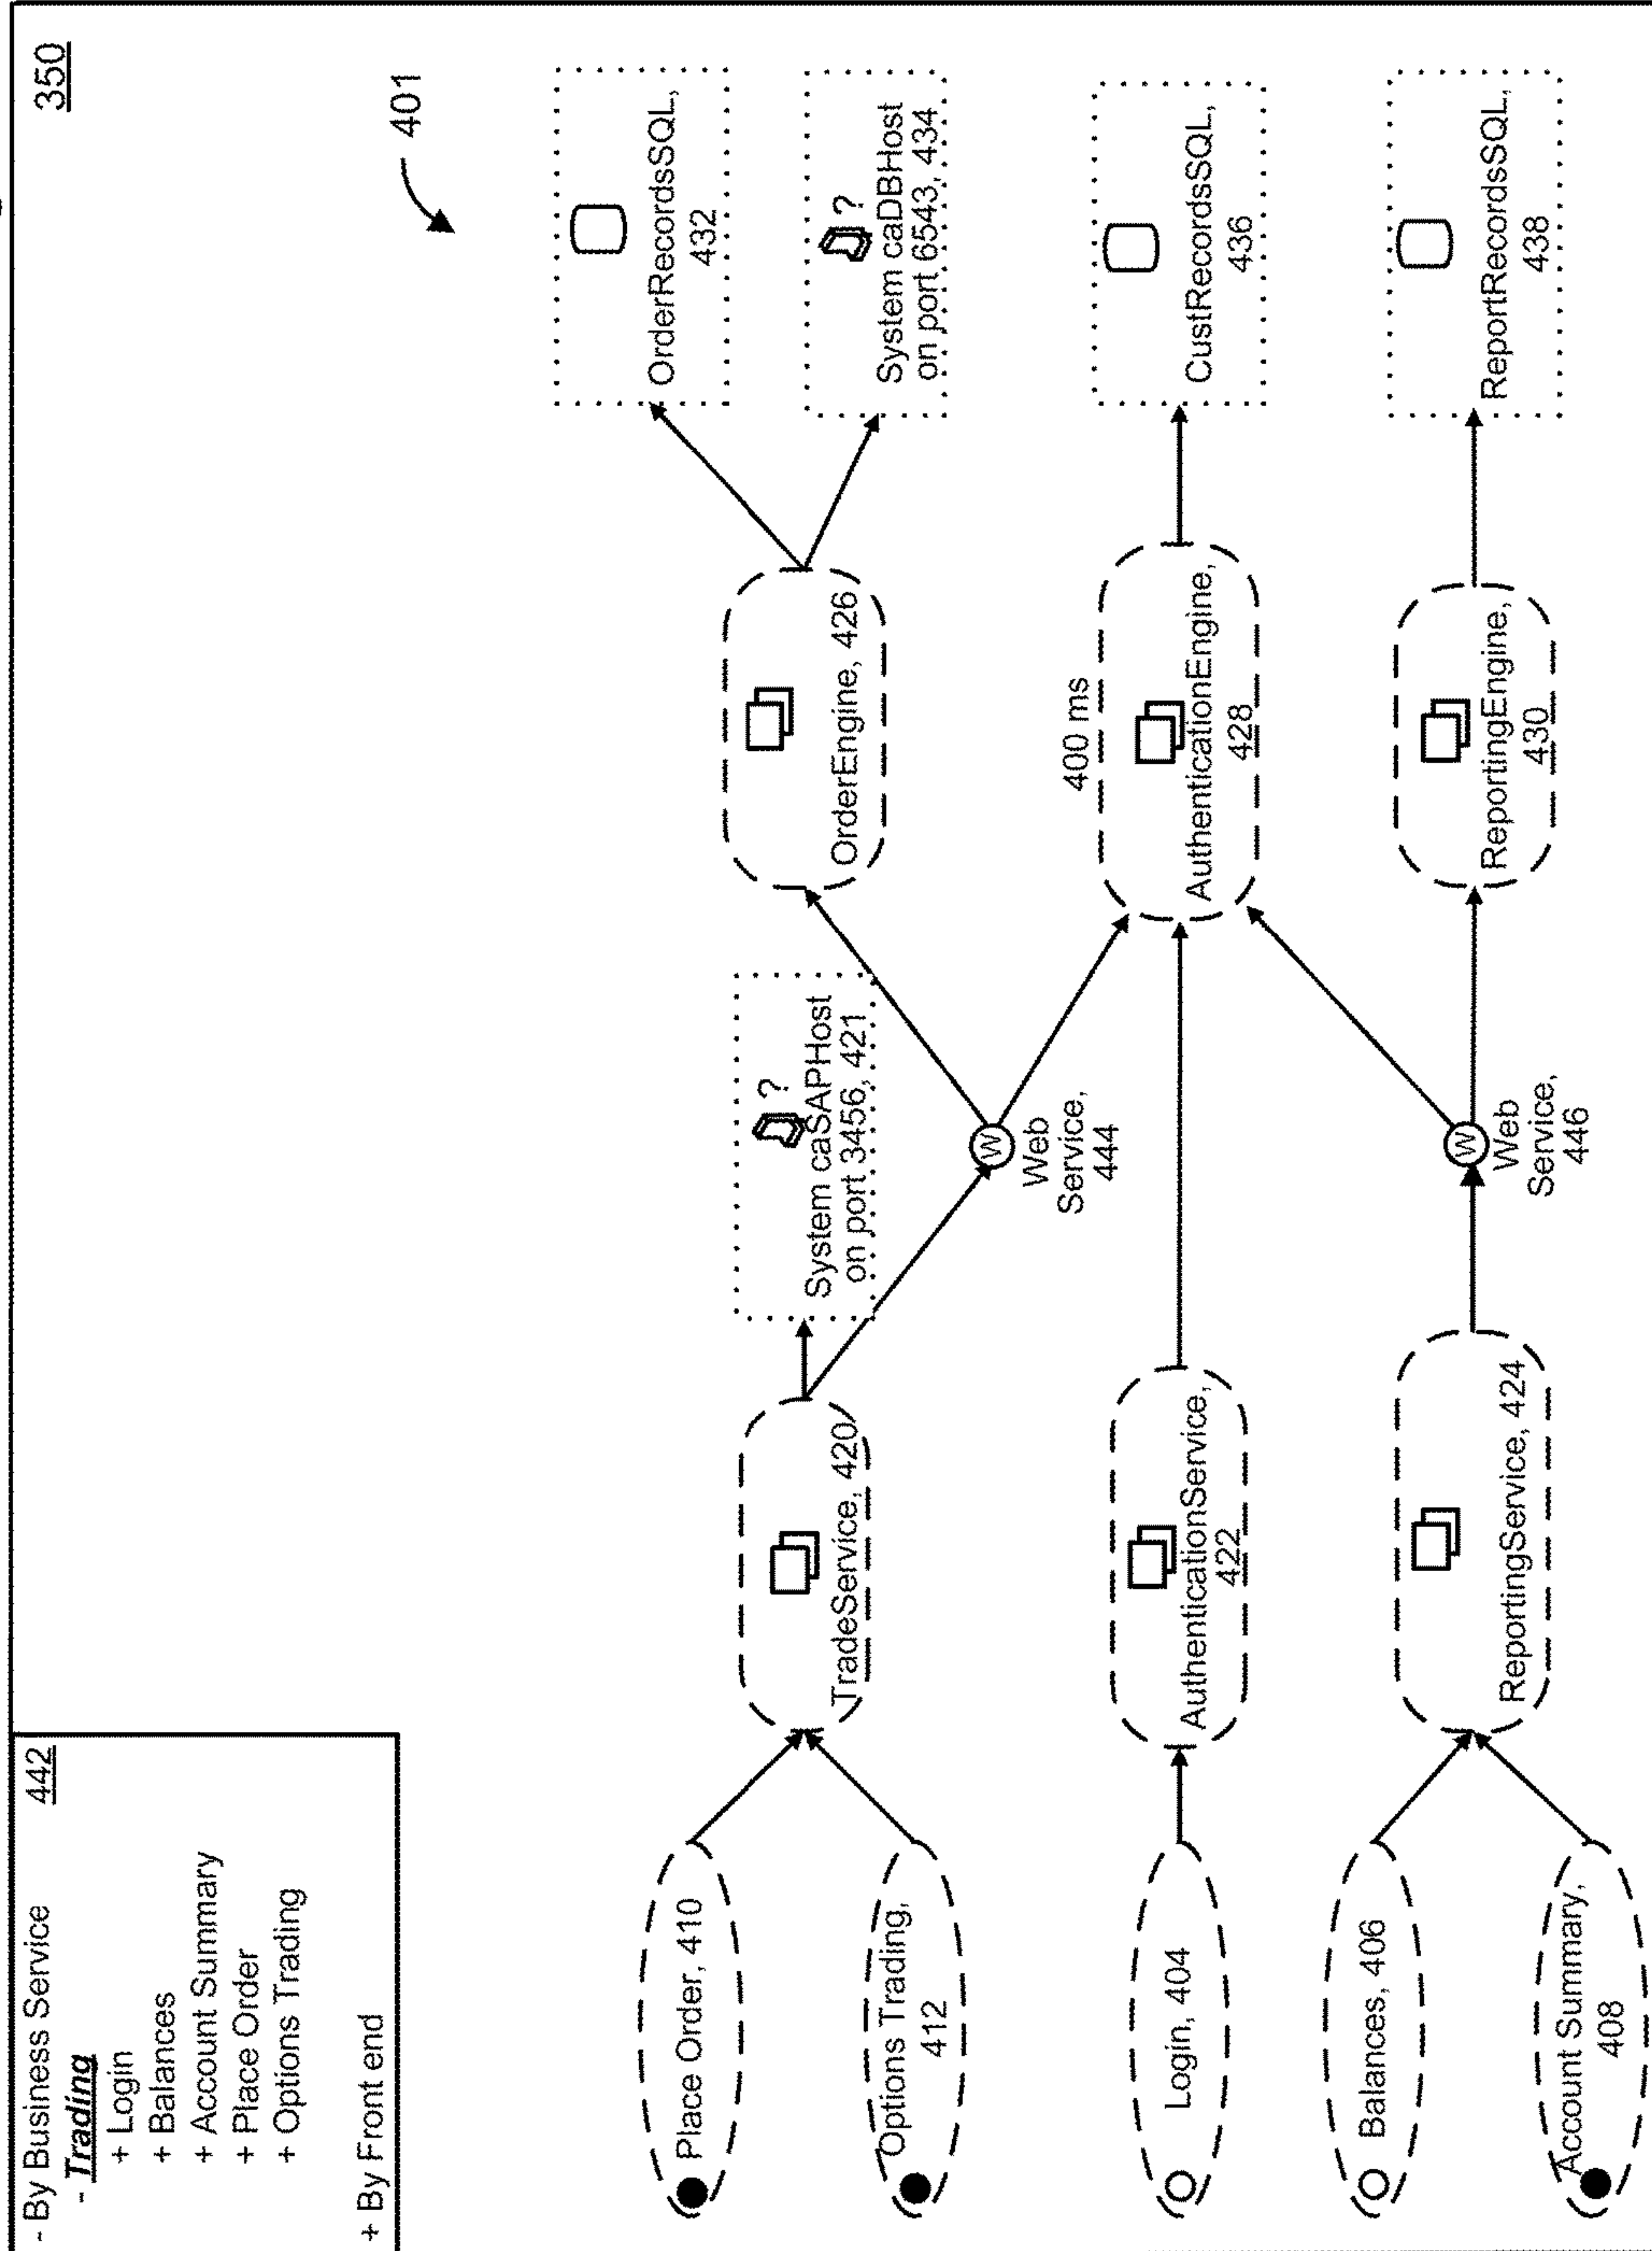 350
442
- By Business Service
- Trading
+ Login
+ Balances
+ Account Summary
+ Place Order
+ Options Trading
+ By Front end
401
Place Order, 410
Options Trading,
412
Login, 404
Balances, 406
Account Summary,
408
TradeService, 420
AuthenticationService,
422
ReportingService, 424
?
System caSAPHost
on port 3456, 421
W
Web
Service,
444
W
Web
Service,
446
OrderEngine, 426
400 ms
AuthenticationEngine,
428
ReportingEngine,
430
OrderRecordsSQL,
432
?
System caDBHost
on port 6543, 434
CustRecordsSQL,
436
ReportRecordsSQL,
438